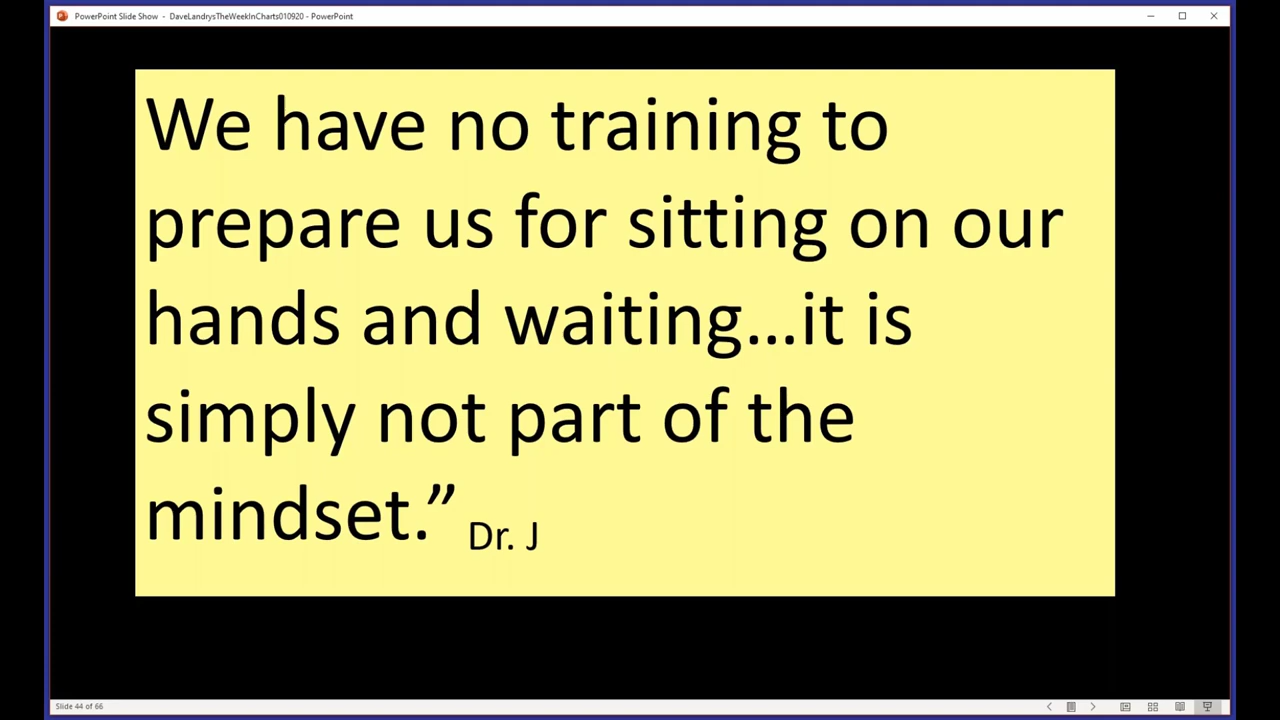 PowerPoint Slide Show - DaveLandrysTheWeekInCharts010920 - PowerPoint
We have no training to
prepare us for sitting on our
hands and waiting...it is
simply not part of the
mindset.” Dr. J
Slide 44 of 66